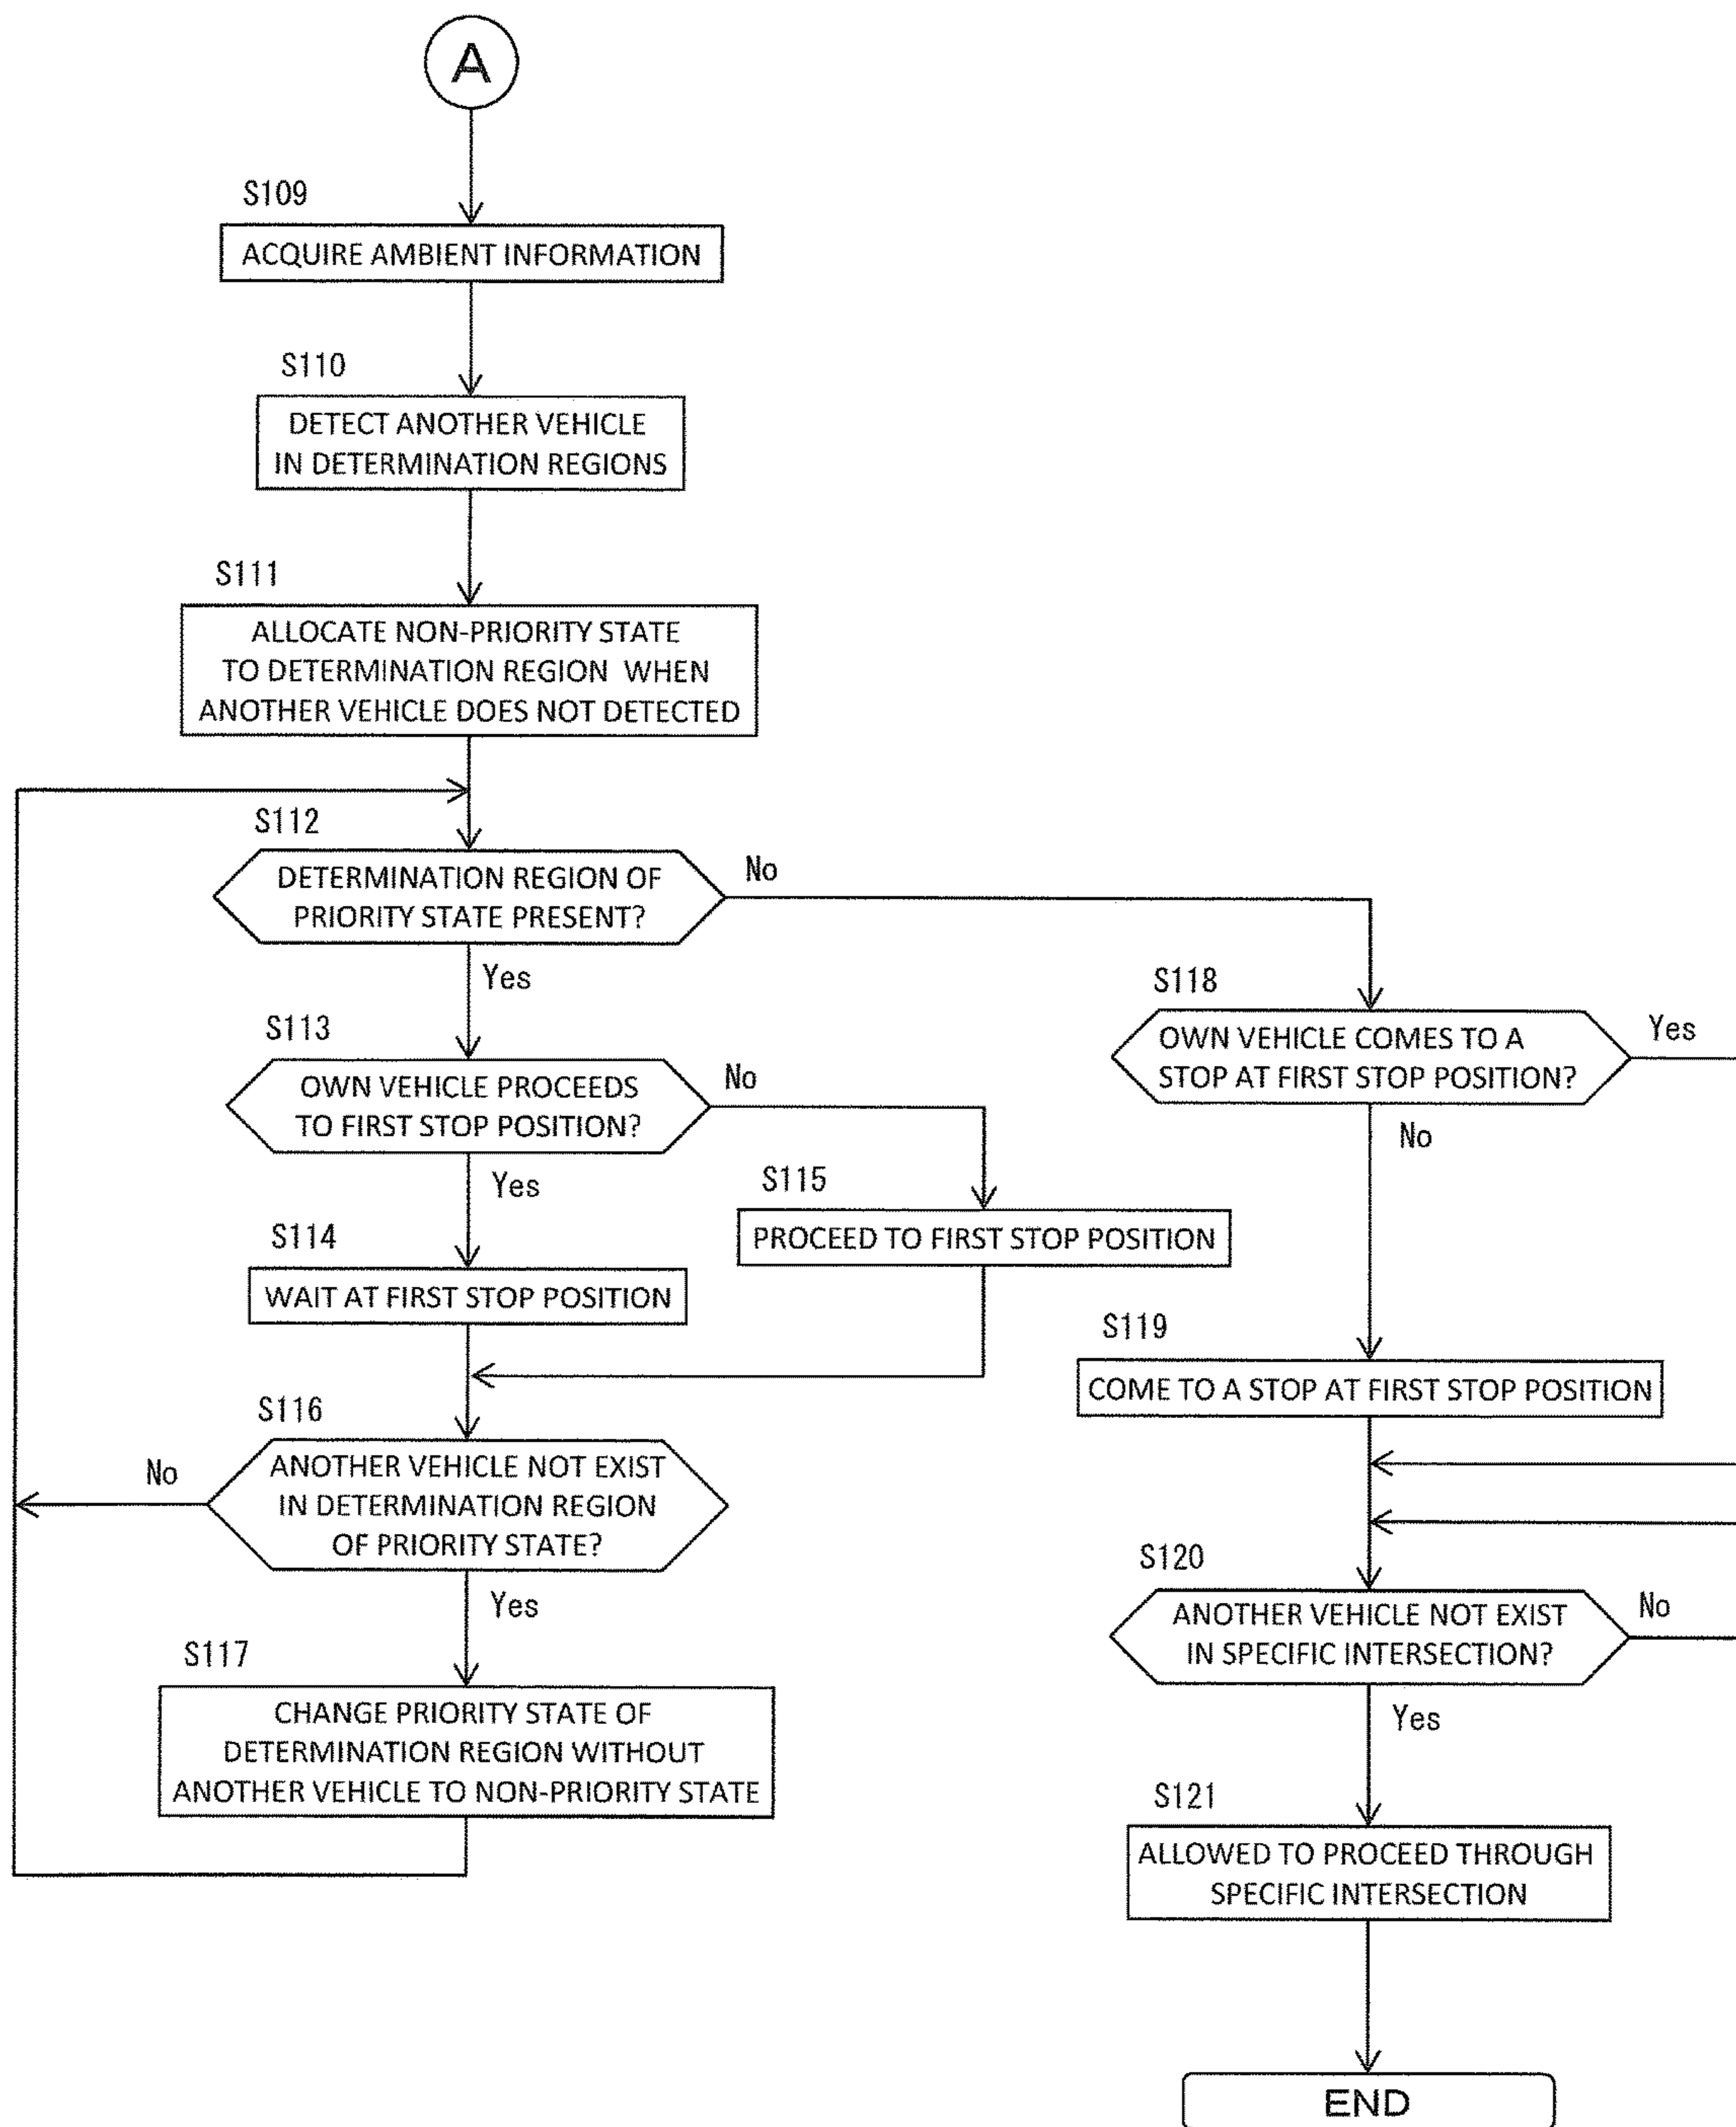 A
S109
ACQUIRE AMBIENT INFORMATION
S110
DETECT ANOTHER VEHICLE
IN DETERMINATION REGIONS
S111
ALLOCATE NON-PRIORITY STATE
TO DETERMINATION REGION WHEN
ANOTHER VEHICLE DOES NOT DETECTED
S112
DETERMINATION REGION OF
PRIORITY STATE PRESENT?
No
Yes
S113
OWN VEHICLE PROCEEDS
TO FIRST STOP POSITION?
No
Yes
S114
WAIT AT FIRST STOP POSITION
S115
PROCEED TO FIRST STOP POSITION
S116
ANOTHER VEHICLE NOT EXIST
IN DETERMINATION REGION
OF PRIORITY STATE?
No
Yes
S117
CHANGE PRIORITY STATE OF
DETERMINATION REGION WITHOUT
ANOTHER VEHICLE TO NON-PRIORITY STATE
S118
OWN VEHICLE COMES TO A
STOP AT FIRST STOP POSITION?
Yes
No
S119
COME TO A STOP AT FIRST STOP POSITION
S120
ANOTHER VEHICLE NOT EXIST
IN SPECIFIC INTERSECTION?
No
Yes
S121
ALLOWED TO PROCEED THROUGH
SPECIFIC INTERSECTION
END